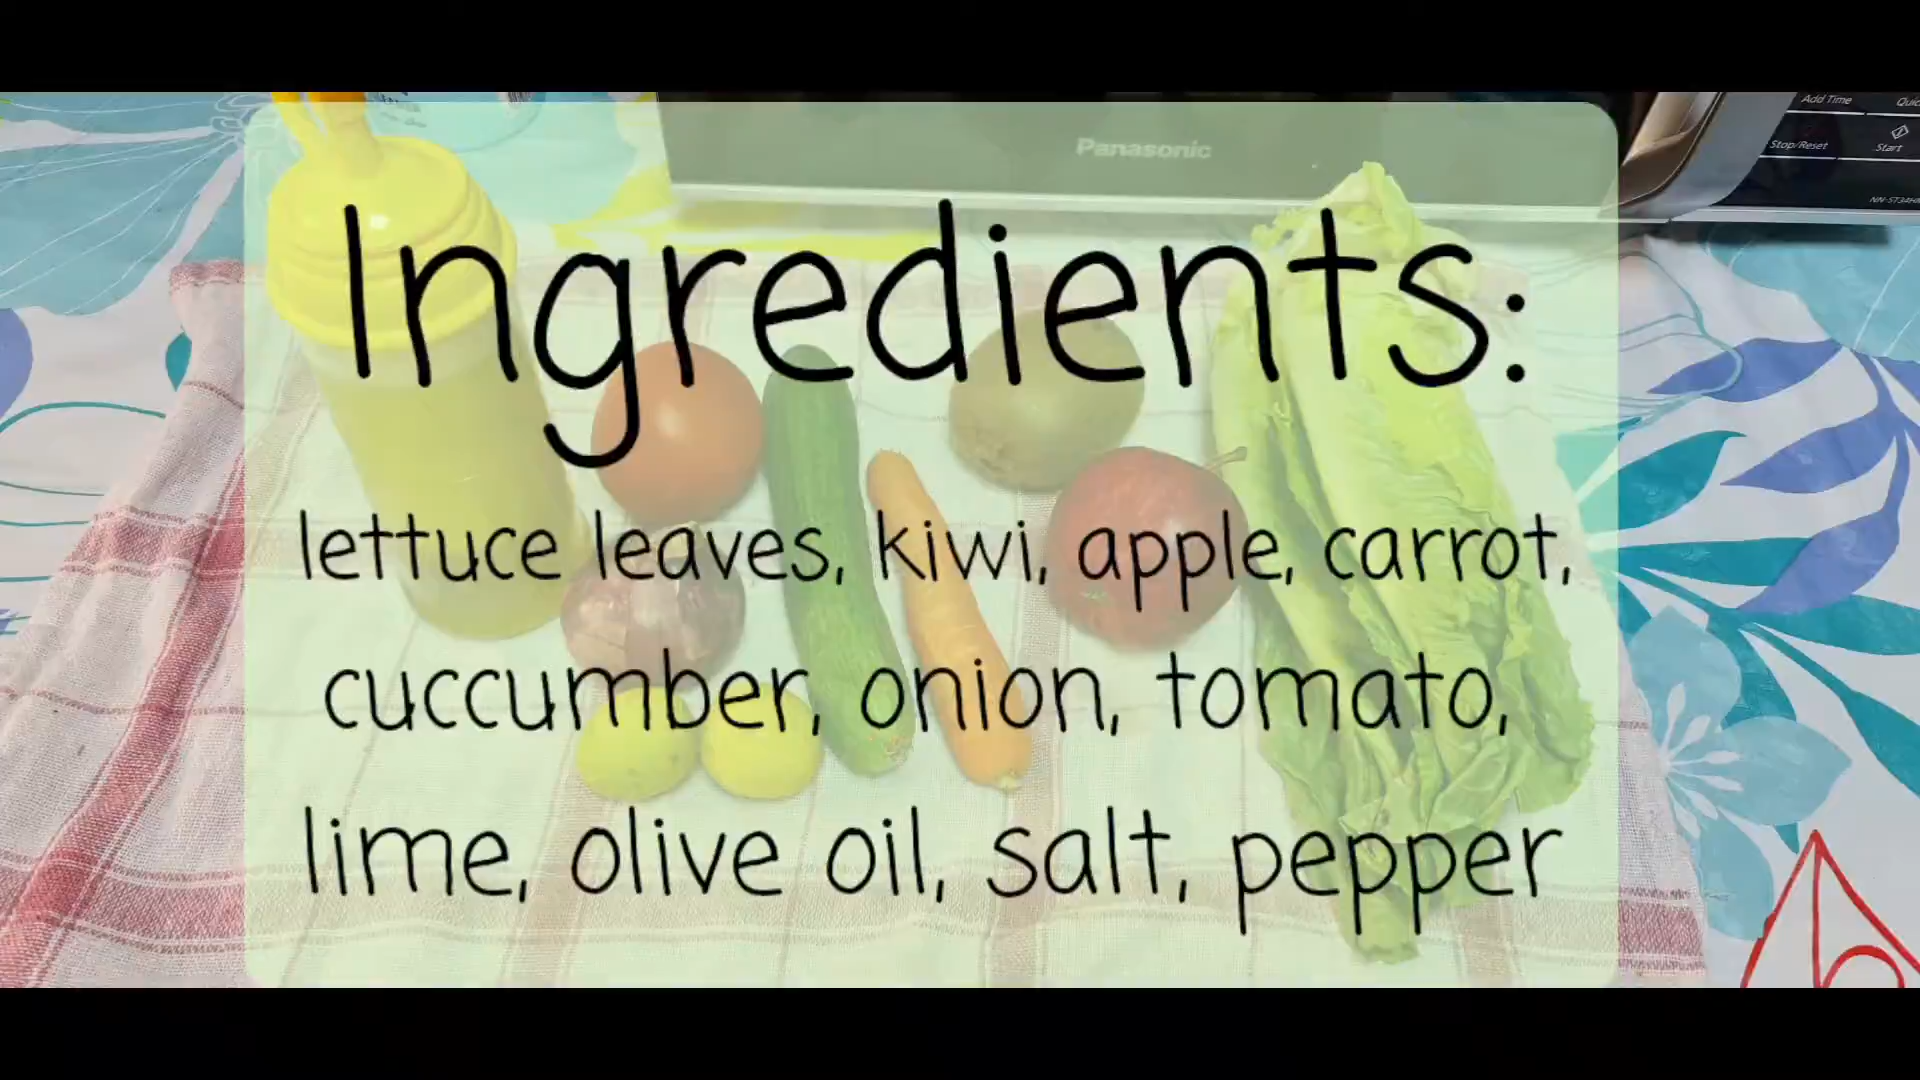 Add Time
Panasonic
Stop/Reset
Start
Ingredients:
lettuce leaves, kiwi, apple, carrot,
cuccumber, onion, tomato,
lime, olive oil, salt, pepper